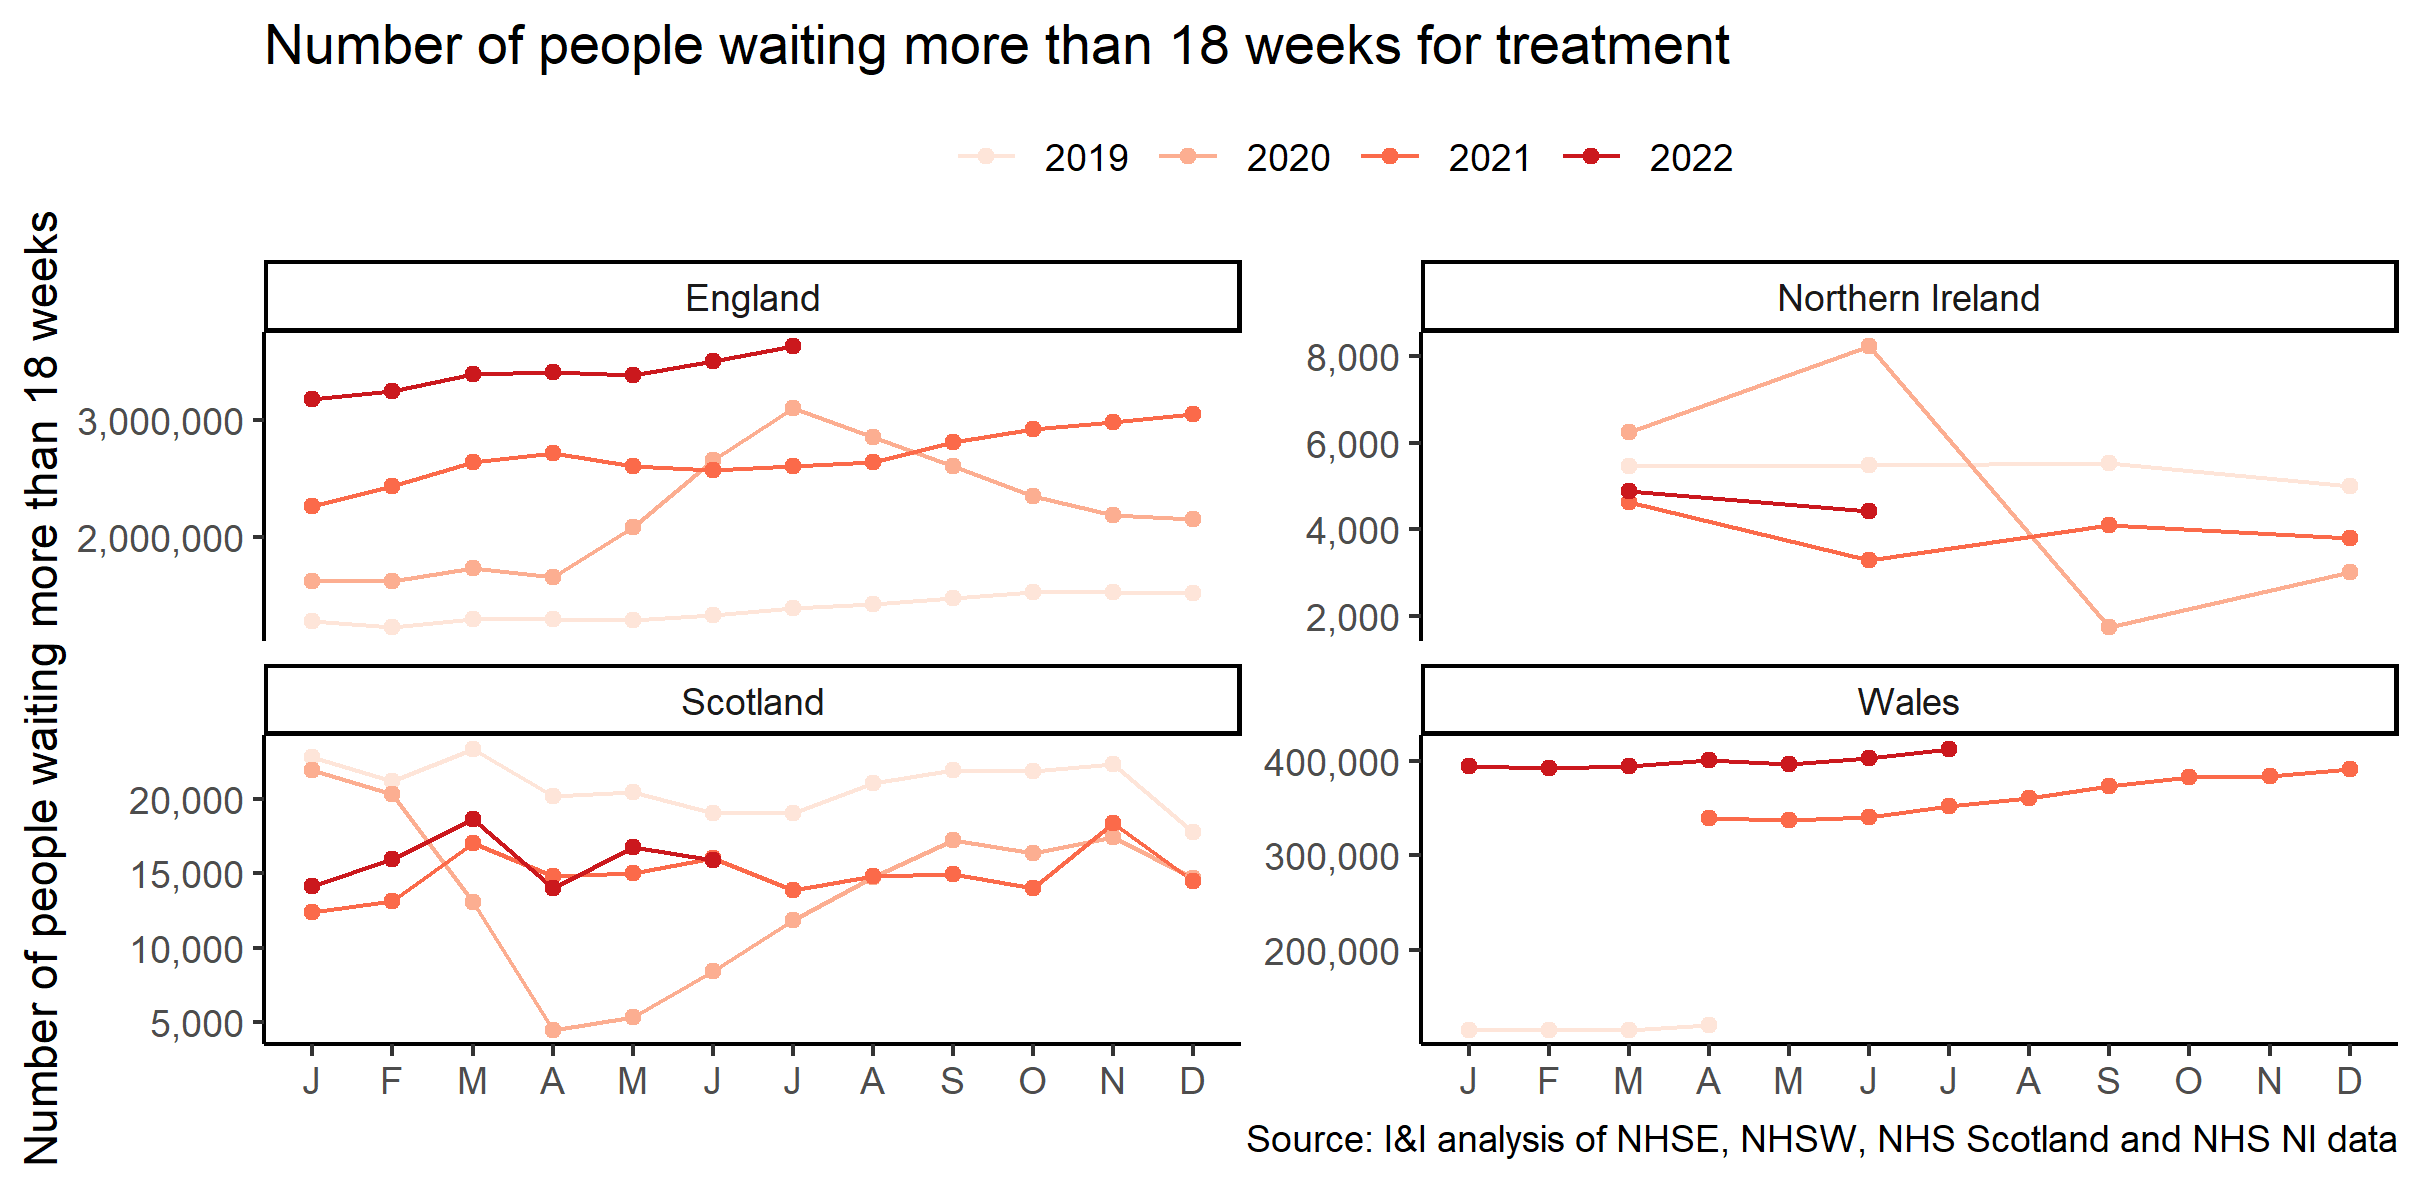 Number of people waiting more than 18 weeks for treatment
2019 2020 2021 2022
Number of people waiting more than 18 weeks
England
3,000,000
2,000,000
Northern Ireland
8,000
6,000
4,000
2,000
Scotland
20,000
15,000
10,000
5,000
J F M A M J J A S O N D
Wales
400,000
300,000
200,000
J F M A M J J A S O N D
Source: I&I analysis of NHSE, NHSW, NHS Scotland and NHS NI data